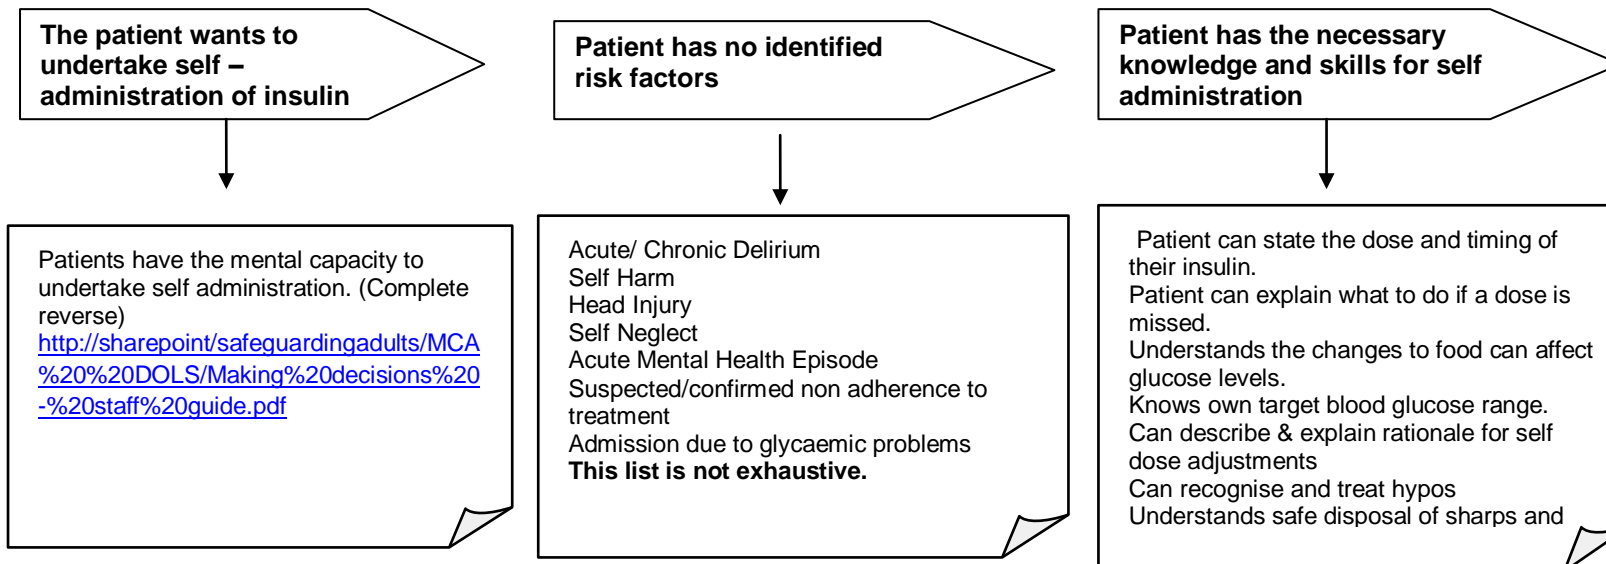 The patient wants to
undertake self –
administration of insulin
Patient has no identified
risk factors
Patient has the necessary
knowledge and skills for self
administration
Patients have the mental capacity to
undertake self administration. (Complete
reverse)
http://sharepoint/safeguardingadults/MCA
%20%20DOLS/Making%20decisions%20
-%20staff%20guide.pdf
Acute/ Chronic Delirium
Self Harm
Head Injury
Self Neglect
Acute Mental Health Episode
Suspected/confirmed non adherence to
treatment
Admission due to glycaemic problems
This list is not exhaustive.
Patient can state the dose and timing of
their insulin.
Patient can explain what to do if a dose is
missed.
Understands the changes to food can affect
glucose levels.
Knows own target blood glucose range.
Can describe & explain rationale for self
dose adjustments
Can recognise and treat hypos
Understands safe disposal of sharps and